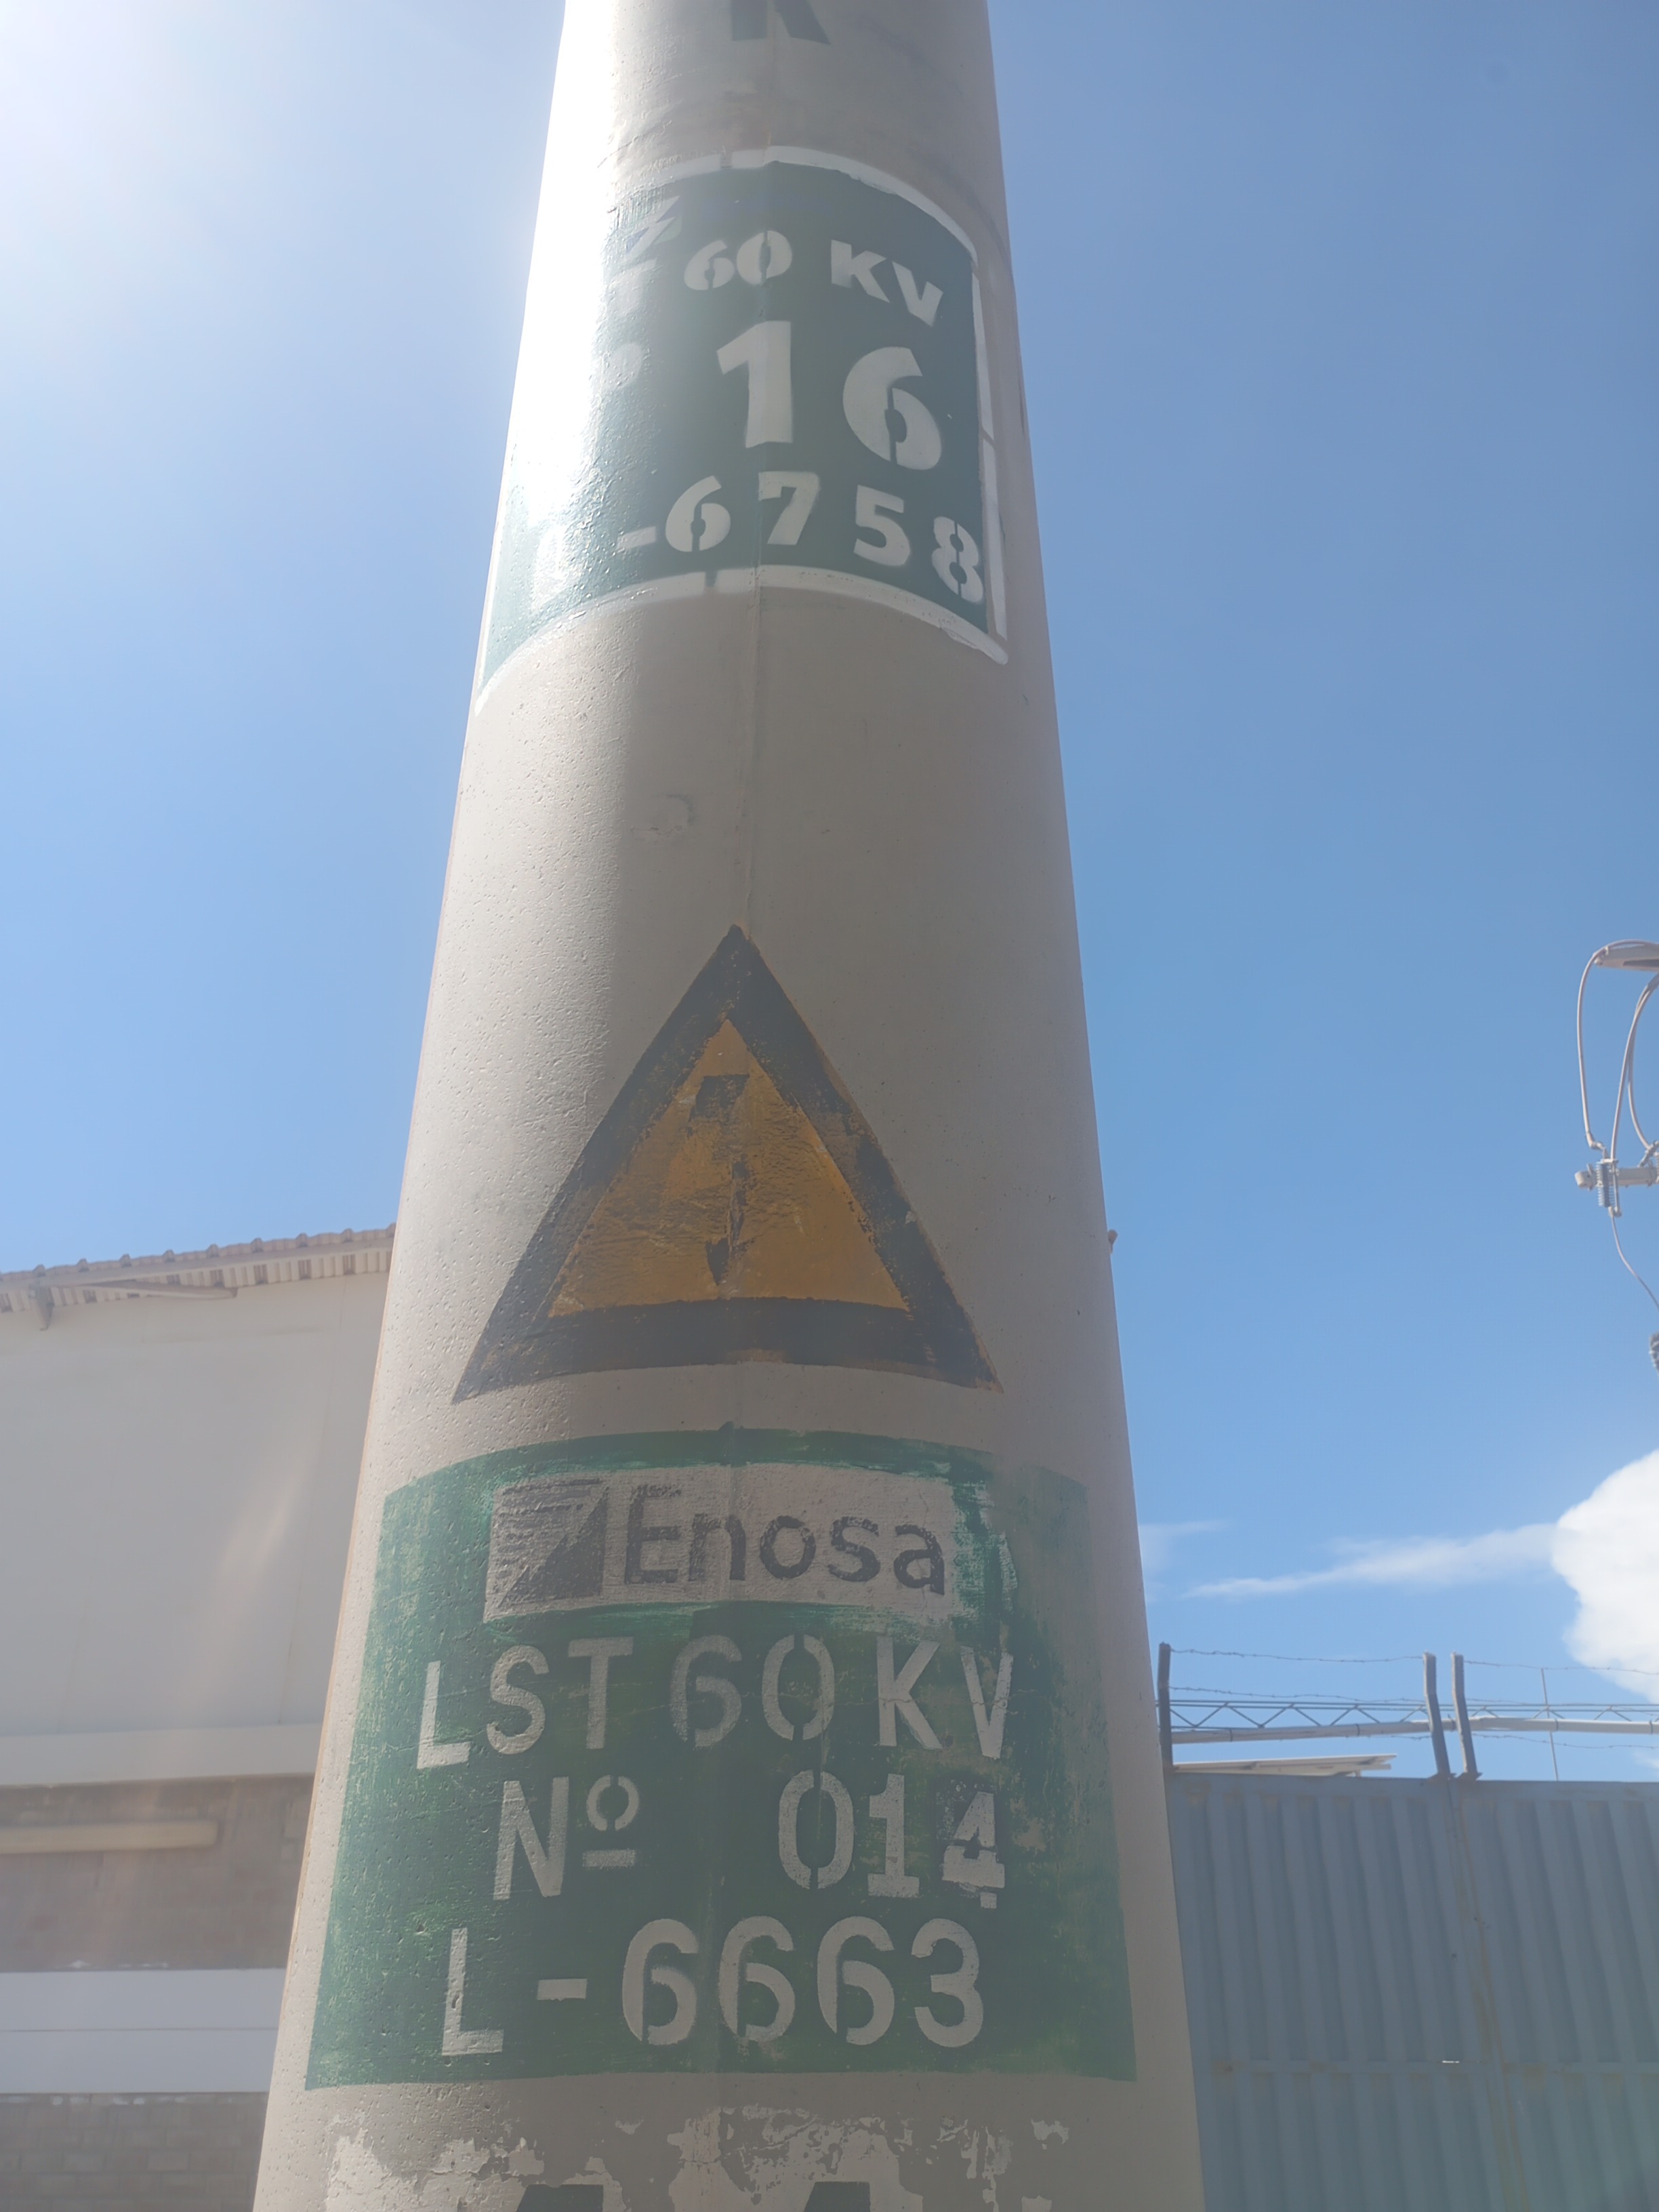 R
60 KV
16
-6758
Enosa
LST 60 KV
Nº 014
L-6663